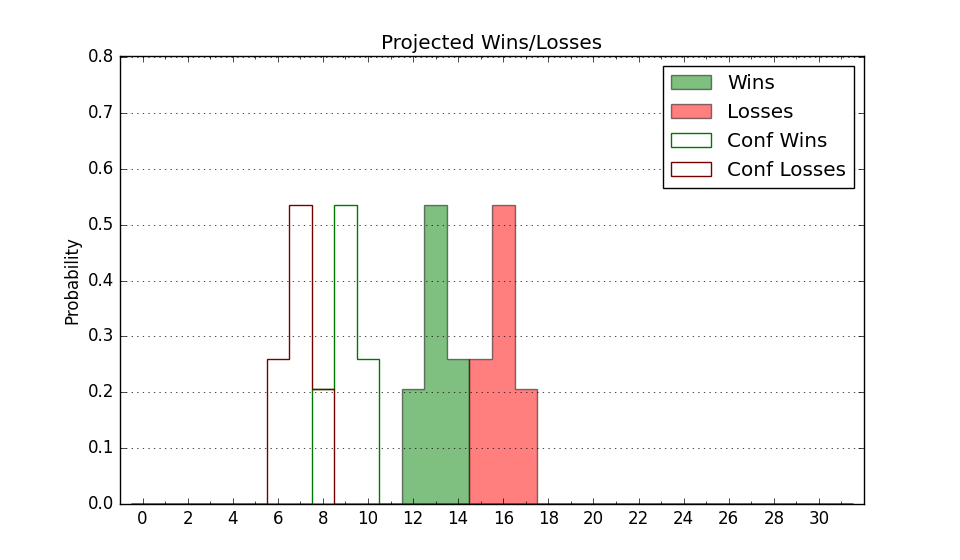 Projected Wins/Losses
0.8
0.7
0.6
0.5
0.4
0.3
0.2
0.1
0.0
Probability
Wins
Losses
Conf Wins
Conf Losses
0 2 4 6 8 10 12 14 16 18 20 22 24 26 28 30